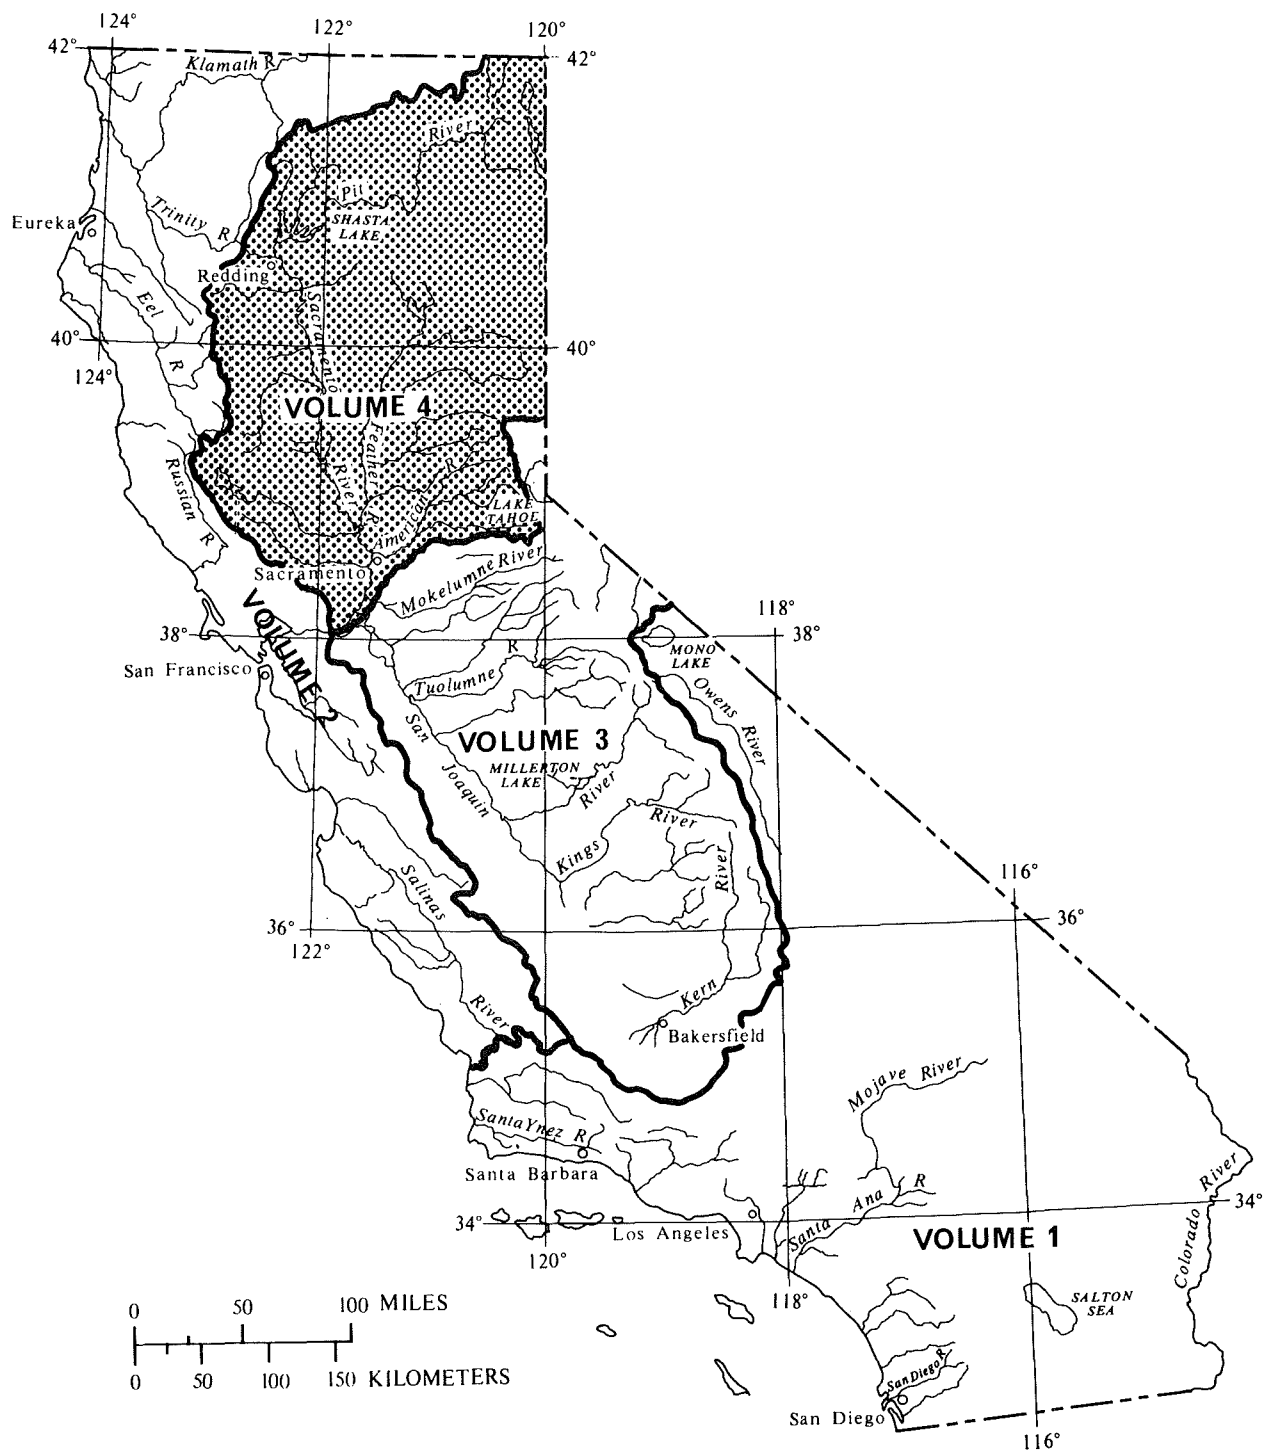 124°
122°
120°
42°
42°
Klamath R
River
Pit
SHASTA
LAKE
Trinity R
Eureka
Redding
Eel
R
Sacramento
River
40°
40°
124°
VOLUME 4
Feather R
American R
Russian R
LAKE
TAHOE
Sacramento
Mokelumne River
118°
38°
38°
VOLUME 2
San Francisco
MONO
LAKE
Tuolumne R
Owens River
San Joaquin River
VOLUME 3
MILLERTON
LAKE
Kings River
Salinas River
116°
36°
36°
122°
Kern River
Bakersfield
Mojave River
Santa Ynez R
Santa Barbara
Santa Ana R
Colorado River
34°
34°
Los Angeles
VOLUME 1
120°
118°
SALTON
SEA
0 50 100 MILES
0 50 100 150 KILOMETERS
San Diego R
San Diego
116°